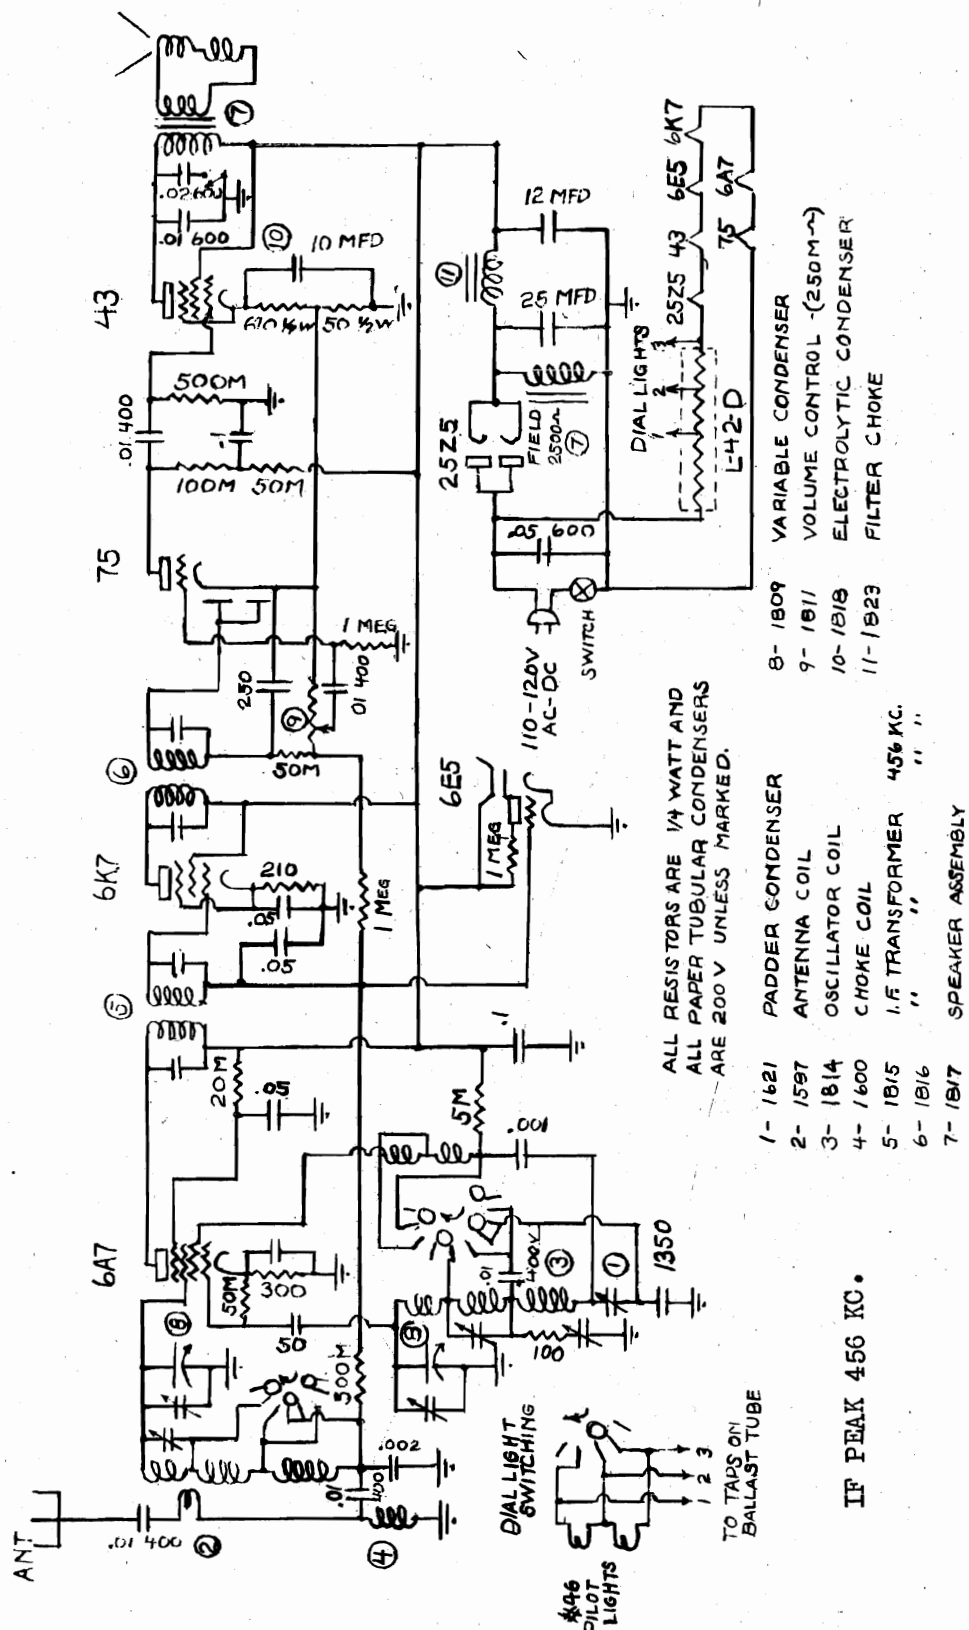 ANT.
.01 400
②
④
.01
400
.002
⑧
6A7
50M
300
50
300M
20M
.05
⑤
6K7
210
.05
.05
1 MEG
⑥
50M
250
⑨
.01 400
1 MEG
75
100M
50M
.1
.01 400
500M
43
50 ½W
⑩
10 MFD
.01 600
.02 600
⑦
⑧
100
.01
400V
③
①
1350
.001
5M
.1
6E5
1 MEG
110-120V
AC-DC
SWITCH
.05 600
25Z5
FIELD
2500Ω
⑦
25 MFD
⑪
12 MFD
DIAL LIGHTS
1 2 3
L-42-D
25Z5 43 6E5 6K7
75 6A7
DIAL LIGHT
SWITCHING
#46
PILOT
LIGHTS
1 2 3
TO TAPS ON
BALLAST TUBE
ALL RESISTORS ARE 1/4 WATT AND
ALL PAPER TUBULAR CONDENSERS
ARE 200V UNLESS MARKED.
1- 1621 PADDER CONDENSER
2- 1597 ANTENNA COIL
3- 1814 OSCILLATOR COIL
4- 1600 CHOKE COIL
5- 1815 I.F. TRANSFORMER 456 KC.
6- 1816 " " " "
7- 1817 SPEAKER ASSEMBLY
8- 1809 VARIABLE CONDENSER
9- 1811 VOLUME CONTROL -(250M~)
10- 1818 ELECTROLYTIC CONDENSER
11- 1823 FILTER CHOKE
IF PEAK 456 KC.